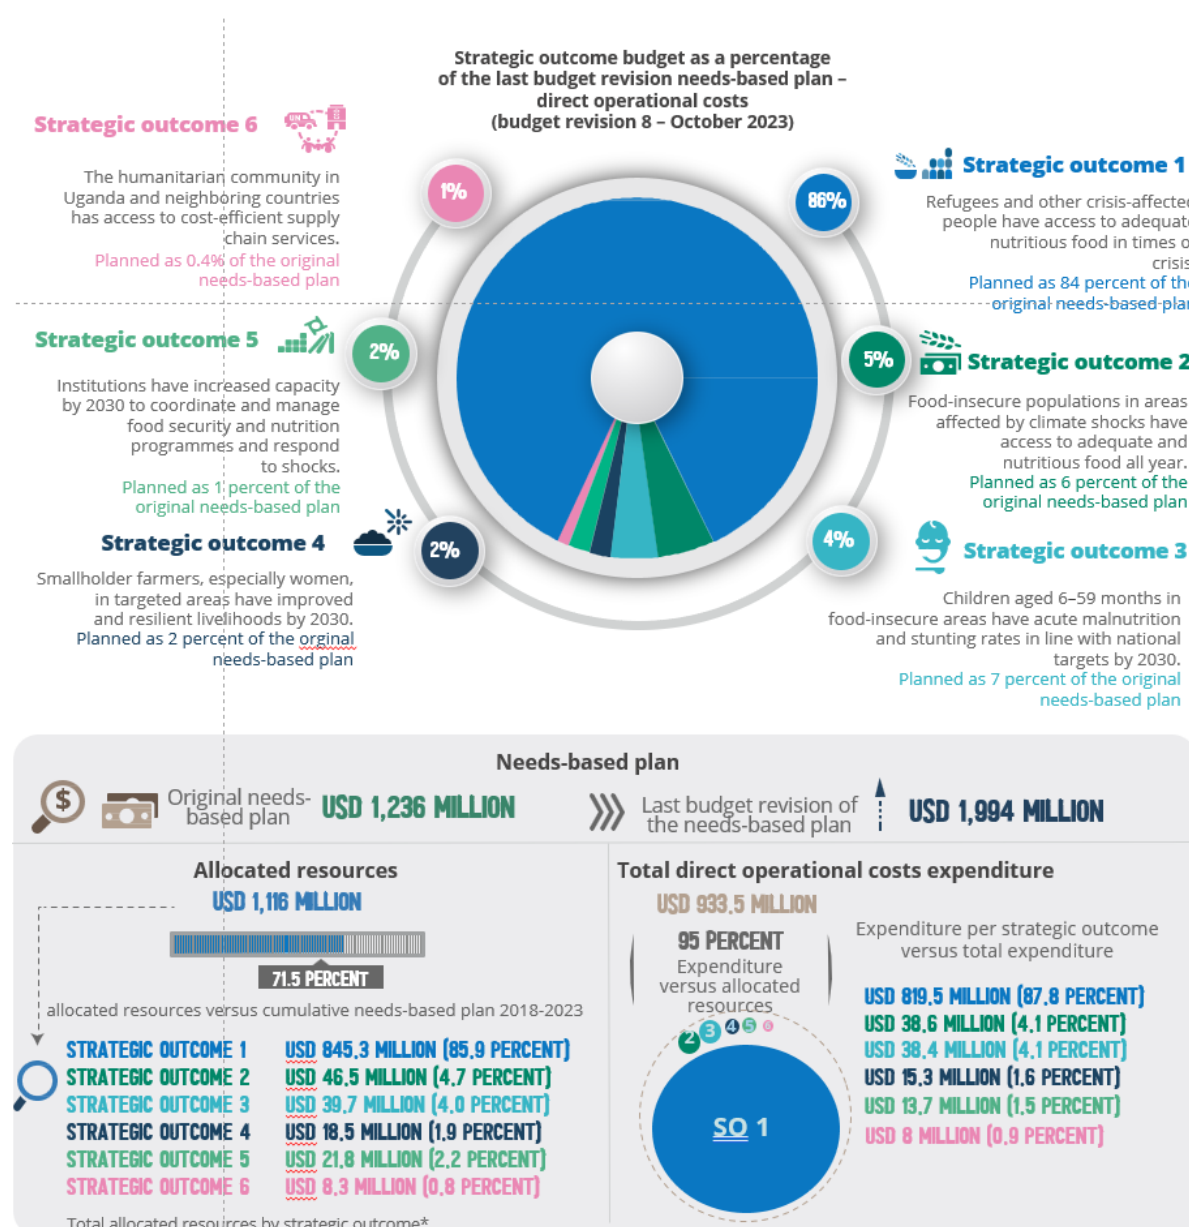 Strategic outcome budget as a percentage
of the last budget revision needs-based plan –
direct operational costs
(budget revision 8 – October 2023)
Strategic outcome 6
The humanitarian community in
Uganda and neighboring countries
has access to cost-efficient supply
chain services.
Planned as 0.4% of the original
needs-based plan
1%
UN
86%
Strategic outcome 1
Refugees and other crisis-affected
people have access to adequate
nutritious food in times of
crisis
Planned as 84 percent of the
original needs-based plan
Strategic outcome 5
Institutions have increased capacity
by 2030 to coordinate and manage
food security and nutrition
programmes and respond
to shocks.
Planned as 1 percent of the
original needs-based plan
2%
5%
Strategic outcome 2
Food-insecure populations in areas
affected by climate shocks have
access to adequate and
nutritious food all year.
Planned as 6 percent of the
original needs-based plan
Strategic outcome 4
Smallholder farmers, especially women,
in targeted areas have improved
and resilient livelihoods by 2030.
Planned as 2 percent of the orginal
needs-based plan
2%
4%
Strategic outcome 3
Children aged 6–59 months in
food-insecure areas have acute malnutrition
and stunting rates in line with national
targets by 2030.
Planned as 7 percent of the original
needs-based plan
Needs-based plan
$
Original needs-
based plan
USD 1,236 MILLION
Last budget revision of
the needs-based plan
USD 1,994 MILLION
Allocated resources
USD 1,116 MILLION
71.5 PERCENT
allocated resources versus cumulative needs-based plan 2018-2023
STRATEGIC OUTCOME 1 USD 845.3 MILLION (85.9 PERCENT)
STRATEGIC OUTCOME 2 USD 46.5 MILLION (4.7 PERCENT)
STRATEGIC OUTCOME 3 USD 39.7 MILLION (4.0 PERCENT)
STRATEGIC OUTCOME 4 USD 18.5 MILLION (1.9 PERCENT)
STRATEGIC OUTCOME 5 USD 21.8 MILLION (2.2 PERCENT)
STRATEGIC OUTCOME 6 USD 8.3 MILLION (0.8 PERCENT)
Total allocated resources by strategic outcome*
Total direct operational costs expenditure
USD 933.5 MILLION
95 PERCENT
Expenditure
versus allocated
resources
2 3 4 5 6
SO 1
Expenditure per strategic outcome
versus total expenditure
USD 819.5 MILLION (87.8 PERCENT)
USD 38.6 MILLION (4.1 PERCENT)
USD 38.4 MILLION (4.1 PERCENT)
USD 15.3 MILLION (1.6 PERCENT)
USD 13.7 MILLION (1.5 PERCENT)
USD 8 MILLION (0.9 PERCENT)